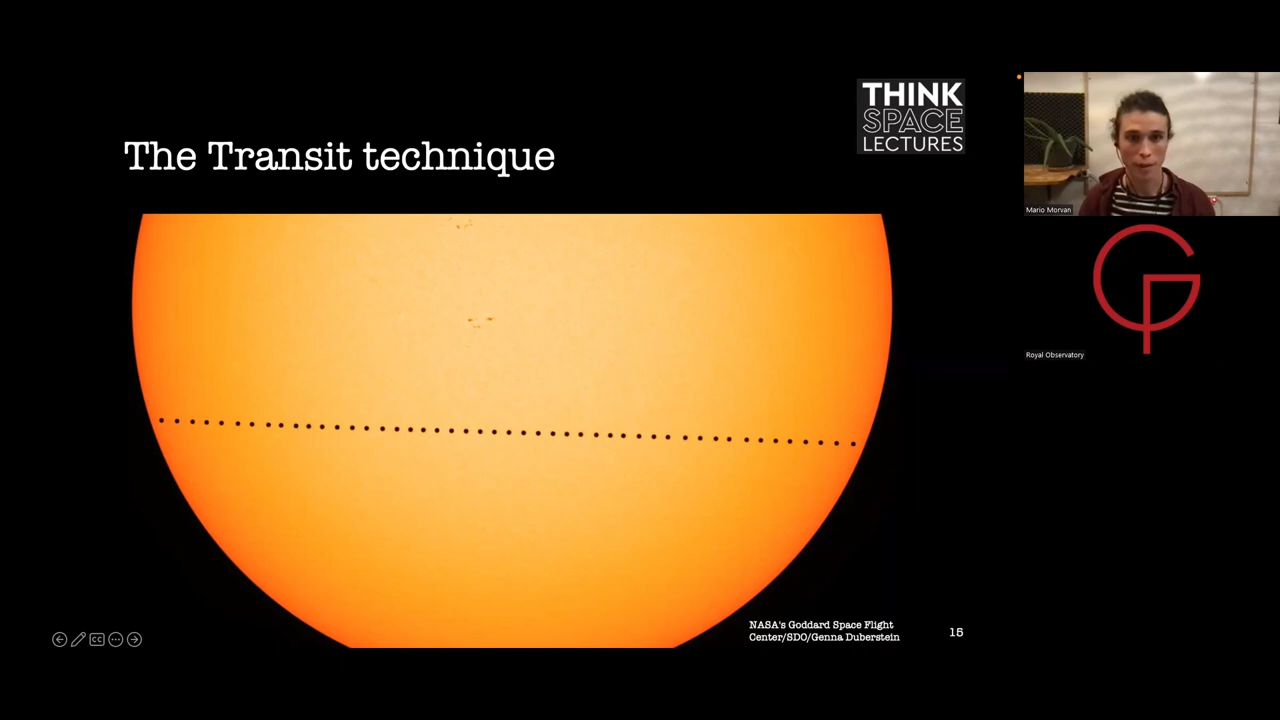 The Transit technique
THINK
SPACE
LECTURES
Mario Morvan
Royal Observatory
NASA's Goddard Space Flight
Center/SDO/Genna Duberstein
15
CC